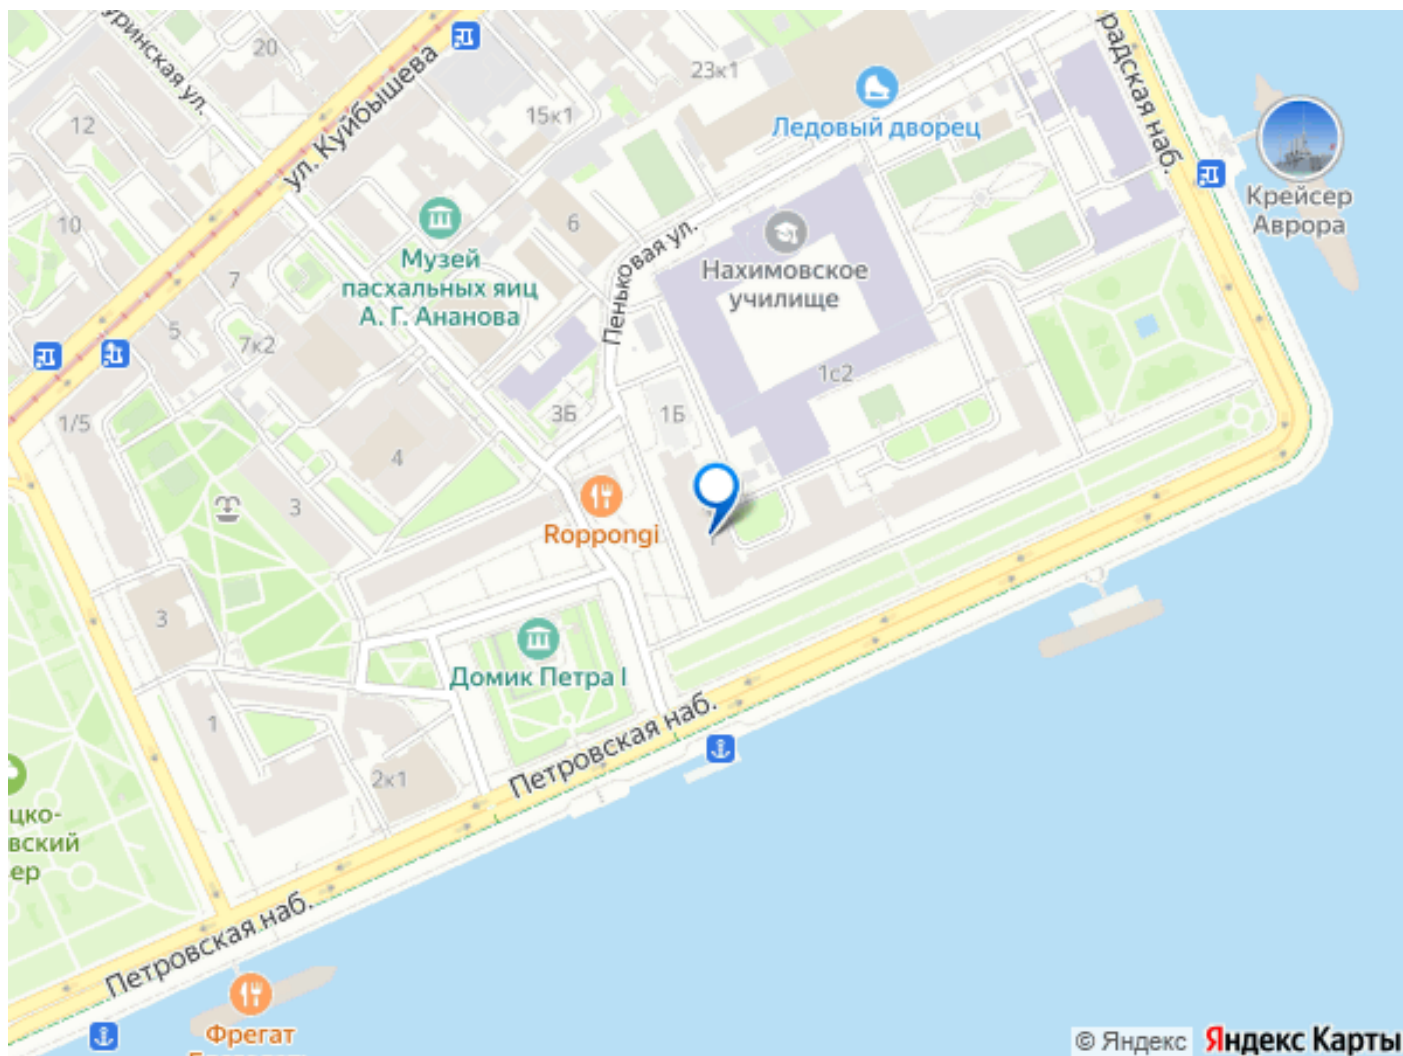 20
ул. Куйбышева
12
15к1
23к1
Ледовый дворец
Крейсер
Аврора
10
6
Музей
пасхальных яиц
А. Г. Ананова
7
5
7к2
Пеньковая ул.
Нахимовское
училище
1с2
1/5
3Б
1Б
4
3
Roppongi
1
3
Домик Петра I
1
2к1
Петровская наб.
Петровская наб.
Фрегат
© Яндекс
Яндекс Карты